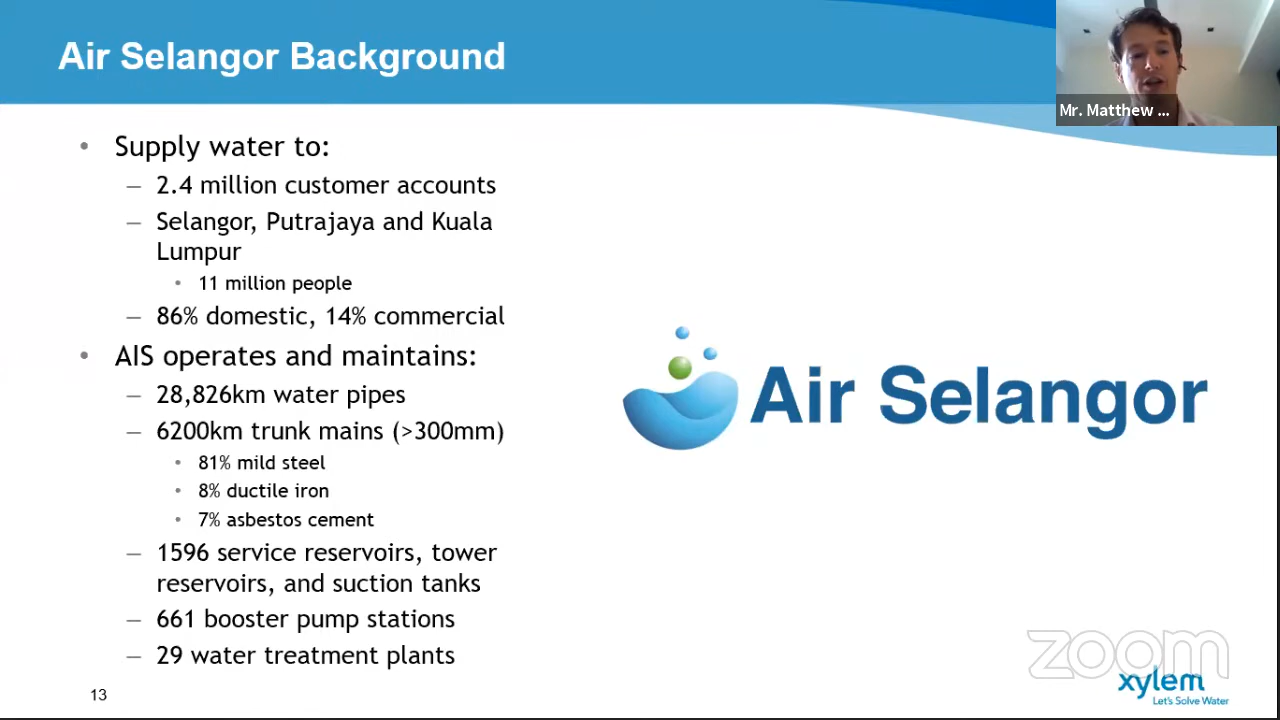 Air Selangor Background
Mr. Matthew ...
• Supply water to:
– 2.4 million customer accounts
– Selangor, Putrajaya and Kuala
Lumpur
• 11 million people
– 86% domestic, 14% commercial
• AIS operates and maintains:
– 28,826km water pipes
– 6200km trunk mains (>300mm)
• 81% mild steel
• 8% ductile iron
• 7% asbestos cement
– 1596 service reservoirs, tower
reservoirs, and suction tanks
– 661 booster pump stations
– 29 water treatment plants
Air Selangor
zoom
xylem
Let's Solve Water
13